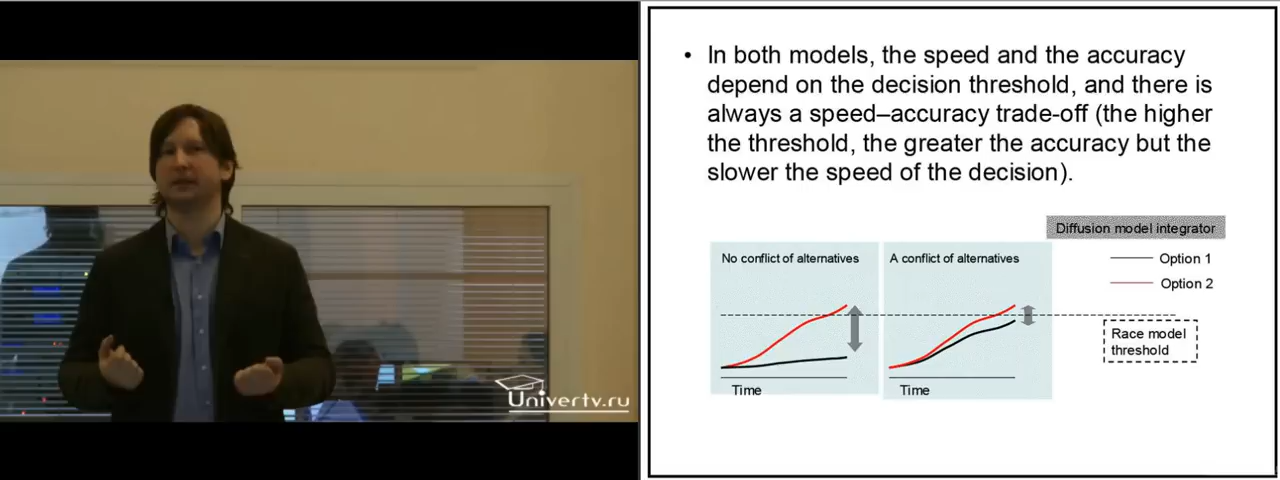 • In both models, the speed and the accuracy
depend on the decision threshold, and there is
always a speed–accuracy trade-off (the higher
the threshold, the greater the accuracy but the
slower the speed of the decision).
Diffusion model integrator
No conflict of alternatives
A conflict of alternatives
Option 1
Option 2
Race model
threshold
Time
Time
Univertv.ru